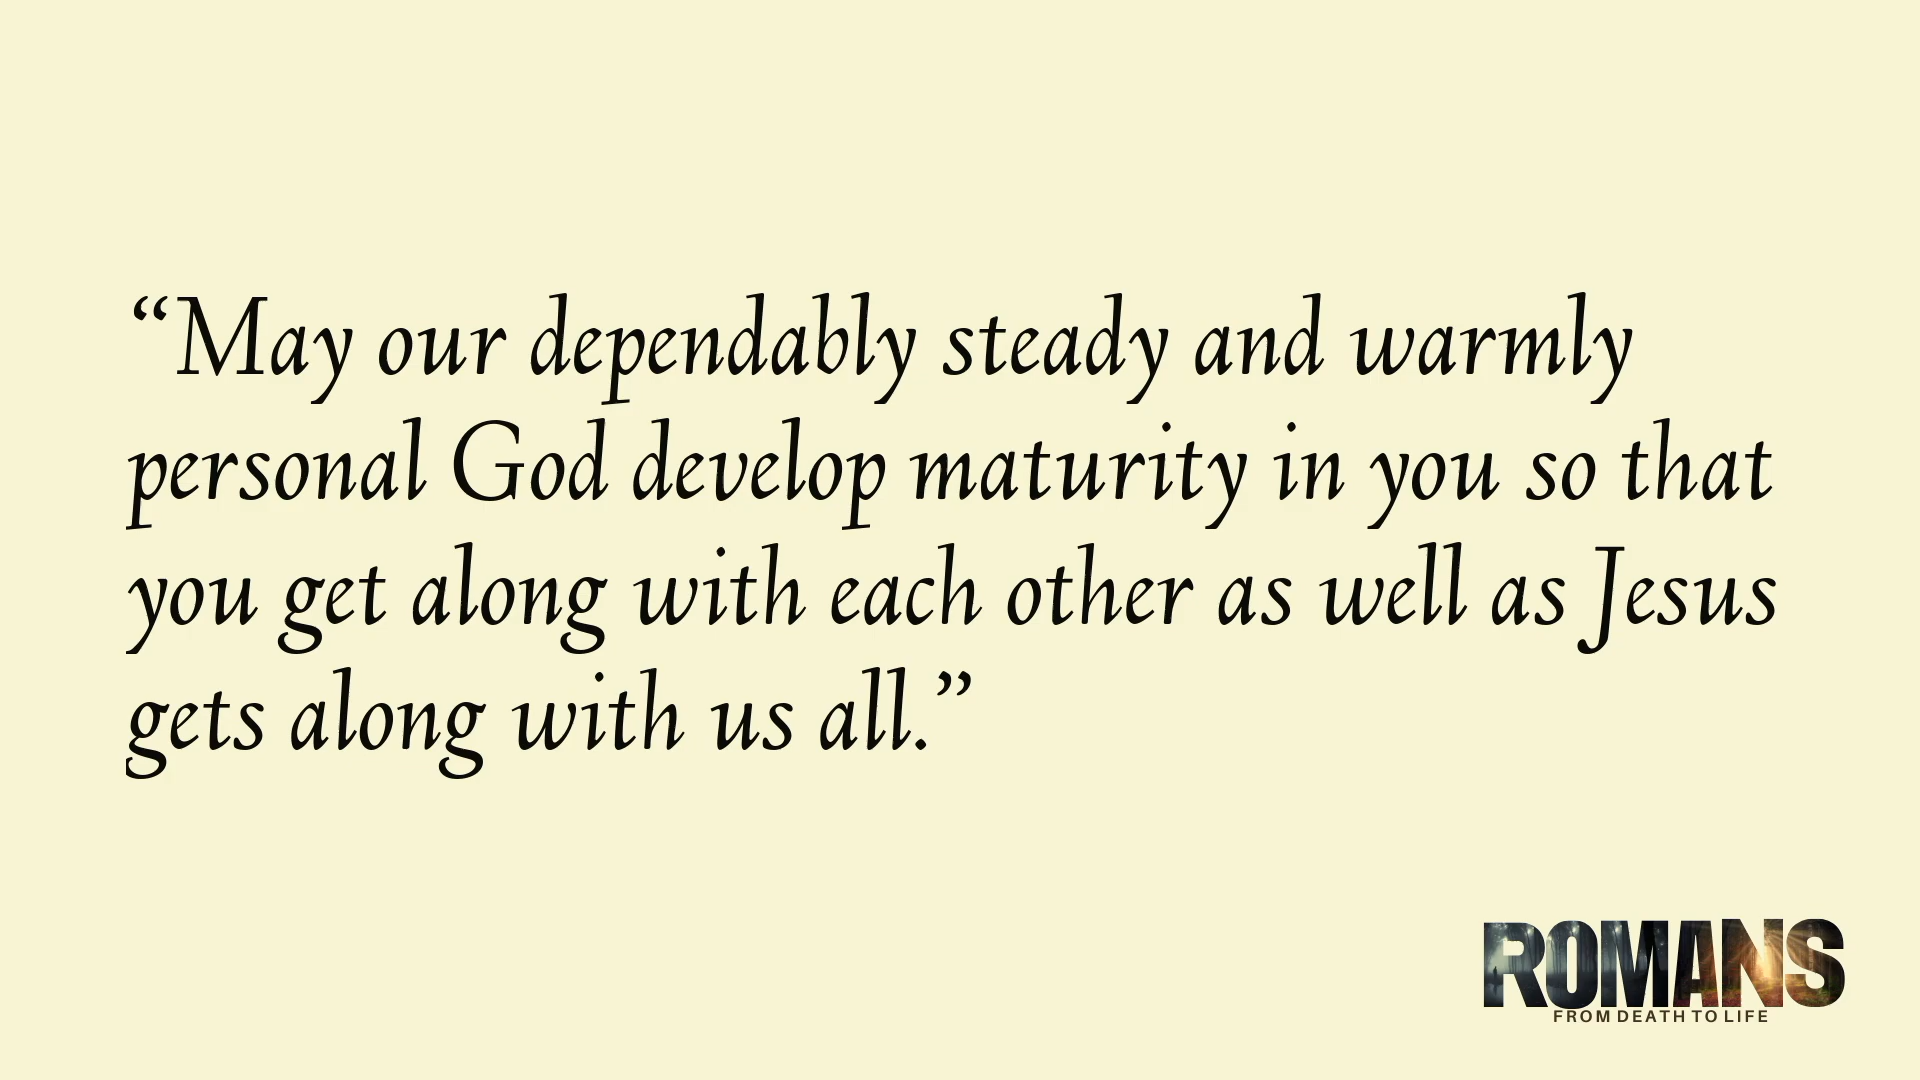 “May our dependably steady and warmly
personal God develop maturity in you so that
you get along with each other as well as Jesus
gets along with us all.”
ROMANS
FROM DEATH TO LIFE